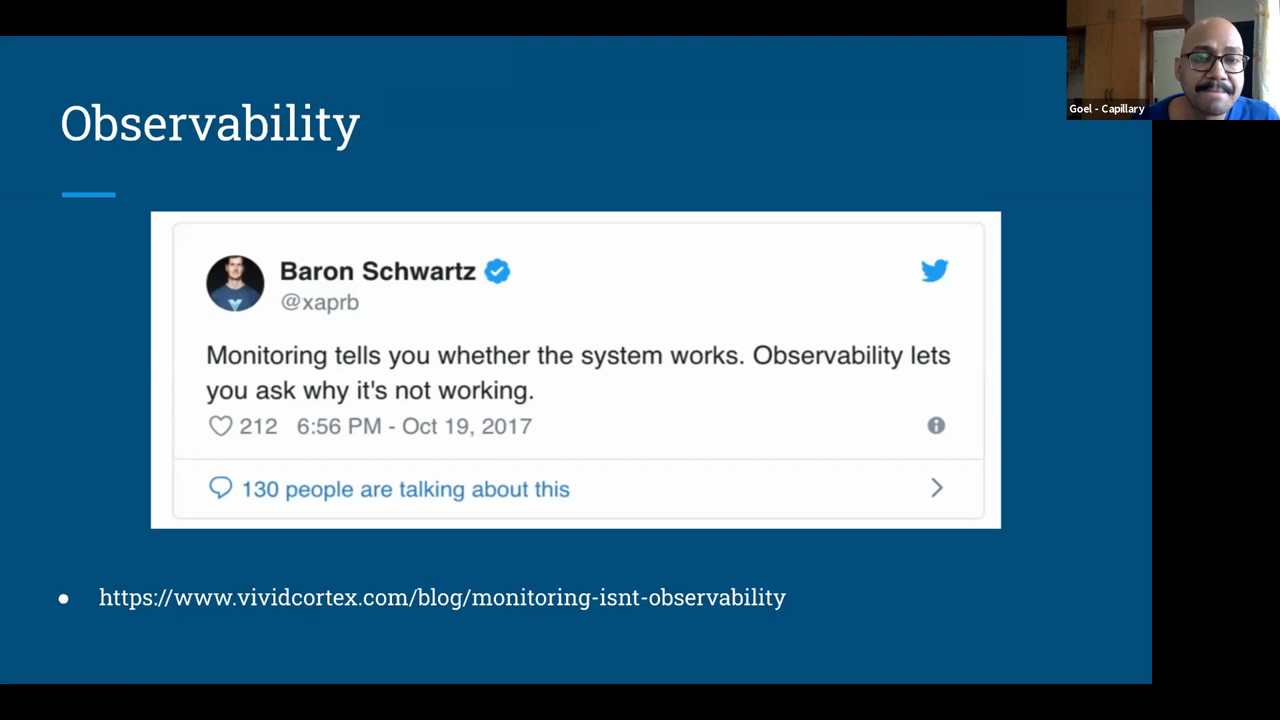 Goel - Capillary
Observability
Baron Schwartz
@xaprb
Monitoring tells you whether the system works. Observability lets
you ask why it's not working.
212 6:56 PM - Oct 19, 2017
130 people are talking about this
● https://www.vividcortex.com/blog/monitoring-isnt-observability